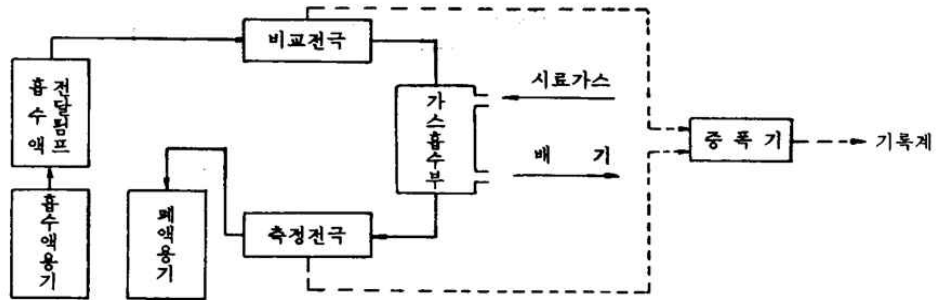 비교전극
흡수액
전달펌프
가스흡수부
시료가스
배 기
증폭기
기록계
흡수액용기
폐액용기
측정전극